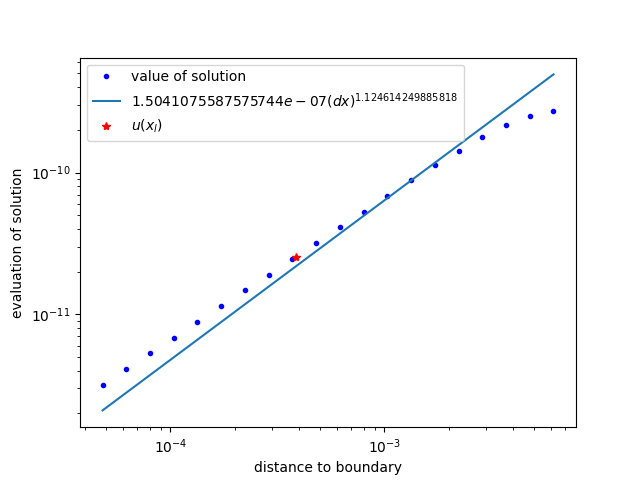 value of solution
1.5041075587575744e − 07(dx)^1.124614249885818
u(x_l)
10^−10
10^−11
evaluation of solution
10^−4
10^−3
distance to boundary